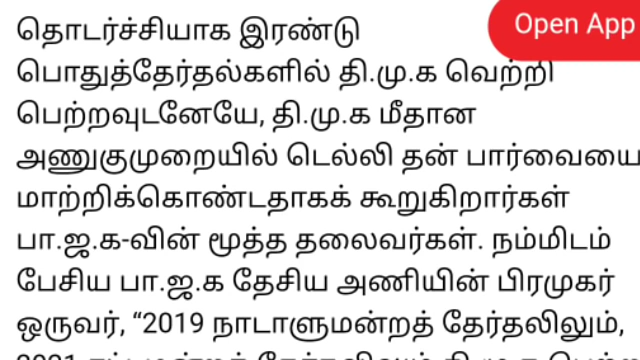 தொடர்ச்சியாக இரண்டு
Open App
பொதுத்தேர்தல்களில் தி.மு.க வெற்றி
பெற்றவுடனேயே, தி.மு.க மீதான
அணுகுமுறையில் டெல்லி தன் பார்வையை
மாற்றிக்கொண்டதாகக் கூறுகிறார்கள்
பா.ஜ.க-வின் மூத்த தலைவர்கள். நம்மிடம்
பேசிய பா.ஜ.க தேசிய அணியின் பிரமுகர்
ஒருவர், “2019 நாடாளுமன்றத் தேர்தலிலும்,